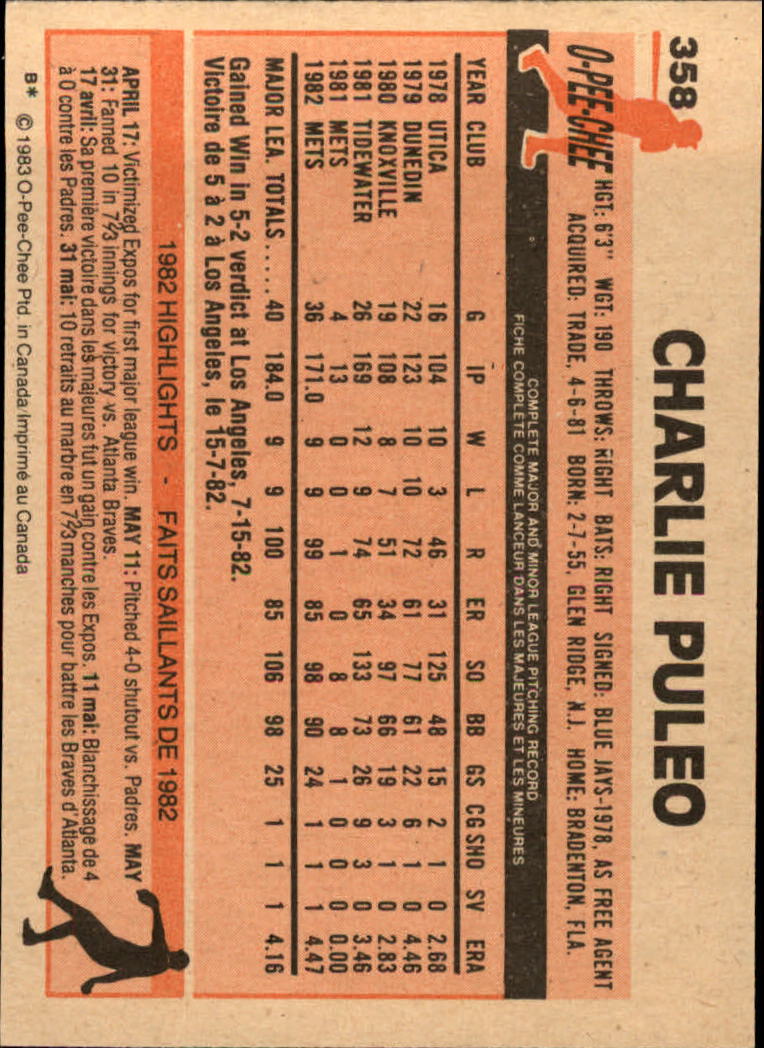 358
CHARLIE PULEO
O-PEE-CHEE
HGT: 6'3" WGT: 190 THROWS: RIGHT BATS: RIGHT SIGNED: BLUE JAYS-1978, AS FREE AGENT
ACQUIRED: TRADE, 4-6-81 BORN: 2-7-55, GLEN RIDGE, N.J. HOME: BRADENTON, FLA.
COMPLETE MAJOR AND MINOR LEAGUE PITCHING RECORD
FICHE COMPLÈTE COMME LANCEUR DANS LES MAJEURES ET LES MINEURES
YEAR CLUB G IP W L R ER SO BB GS CG SHO SV ERA
1978 UTICA 16 104 10 3 46 31 125 48 15 2 1 0 2.68
1979 DUNEDIN 22 123 10 10 72 61 77 61 22 6 1 0 4.46
1980 KNOXVILLE 19 108 8 7 51 34 97 66 19 3 1 0 2.83
1981 TIDEWATER 26 169 12 9 74 65 133 73 26 9 3 0 3.46
1981 METS 4 13 0 0 1 0 8 8 1 0 0 0 0.00
1982 METS 36 171.0 9 9 99 85 98 90 24 1 1 1 4.47
MAJOR LEA. TOTALS ..... 40 184.0 9 9 100 85 106 98 25 1 1 1 4.16
Gained Win in 5-2 verdict at Los Angeles, 7-15-82.
Victoire de 5 à 2 à Los Angeles, le 15-7-82.
1982 HIGHLIGHTS - FAITS SAILLANTS DE 1982
APRIL 17: Victimized Expos for first major league win. MAY 11: Pitched 4-0 shutout vs. Padres. MAY
31: Fanned 10 in 7⅔ innings for victory vs. Atlanta Braves.
17 avril: Sa première victoire dans les majeures fut un gain contre les Expos. 11 mai: Blanchissage de 4
à 0 contre les Padres. 31 mai: 10 retraits au marbre en 7⅔ manches pour battre les Braves d'Atlanta.
B* © 1983 O-Pee-Chee Ptd. in Canada/Imprimé au Canada